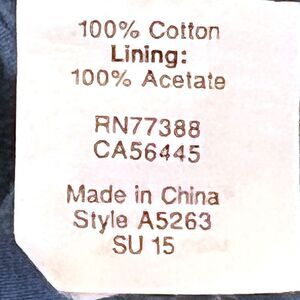 100% Cotton
Lining:
100% Acetate
RN77388
CA56445
Made in China
Style A5263
SU 15